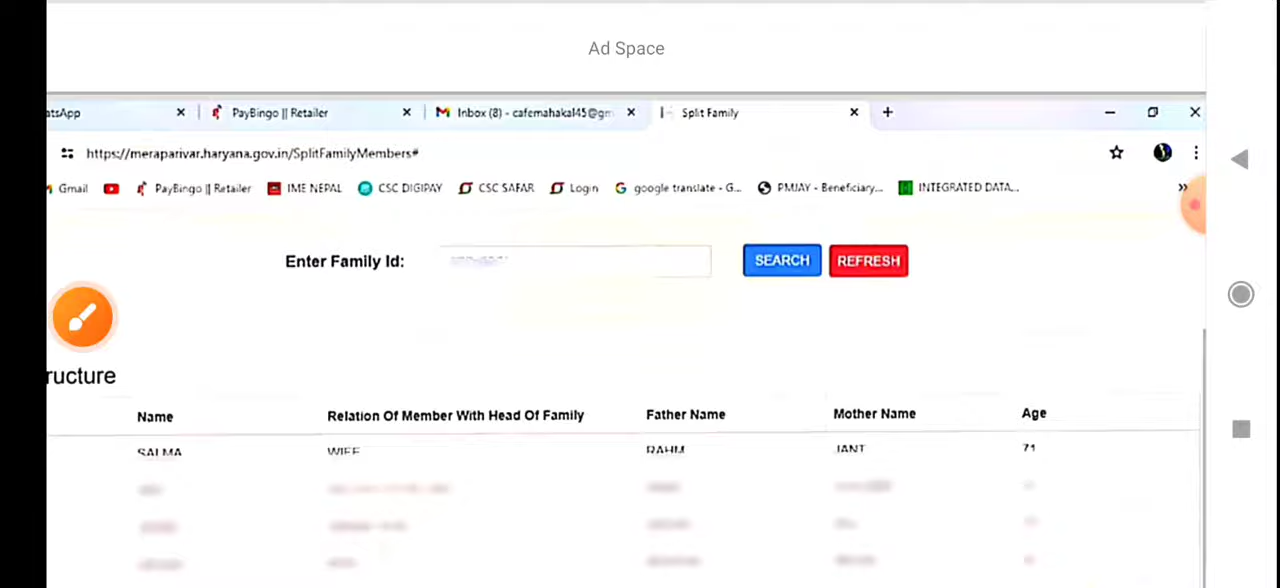 Ad Space
atsApp
PayBingo || Retailer
Inbox (8) - cafemahakal45@gm
Split Family
https://meraparivar.haryana.gov.in/SplitFamilyMembers#
Gmail PayBingo || Retailer IME NEPAL CSC DIGIPAY CSC SAFAR Login google translate - G... PMJAY - Beneficiary... INTEGRATED DATA... »
Enter Family Id: SEARCH REFRESH
ructure
Name Relation Of Member With Head Of Family Father Name Mother Name Age
SALMA WIFE RAHM JANT 71